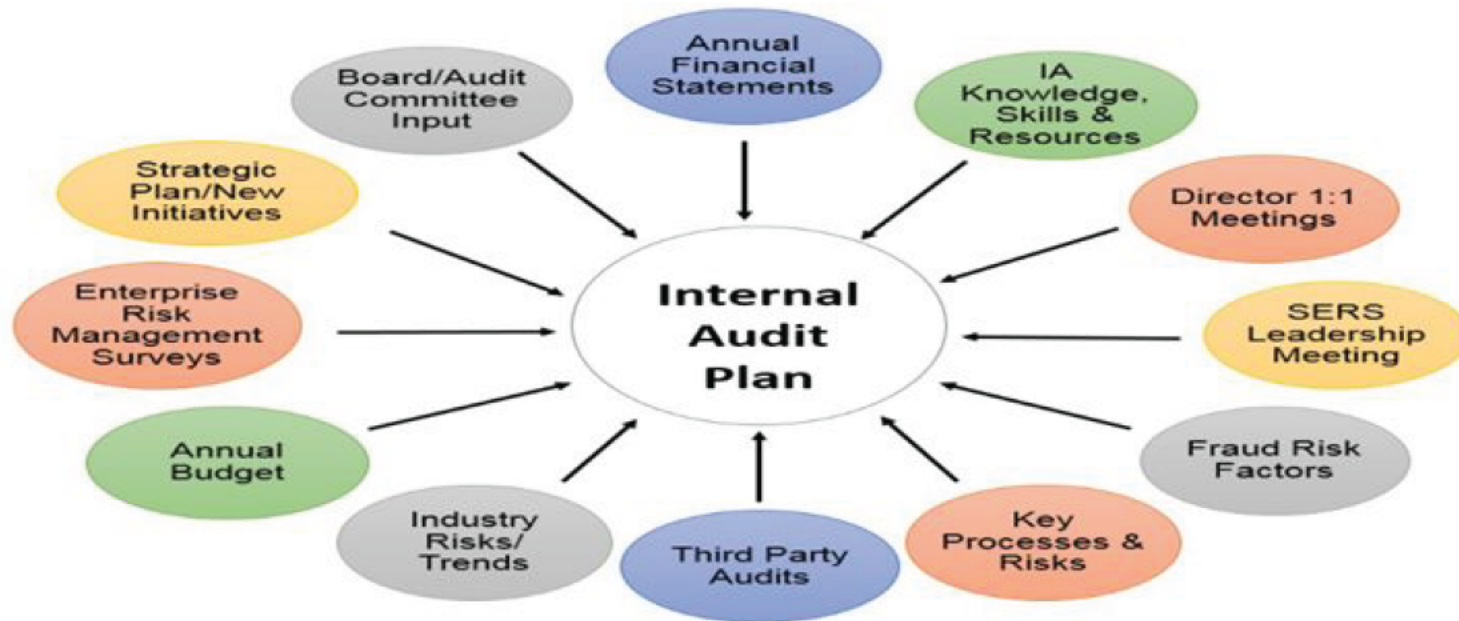 Annual
Financial
Statements
IA
Knowledge,
Skills &
Resources
Director 1:1
Meetings
SERS
Leadership
Meeting
Fraud Risk
Factors
Key
Processes &
Risks
Third Party
Audits
Industry
Risks/
Trends
Annual
Budget
Enterprise
Risk
Management
Surveys
Strategic
Plan/New
Initiatives
Board/Audit
Committee
Input
Internal
Audit
Plan